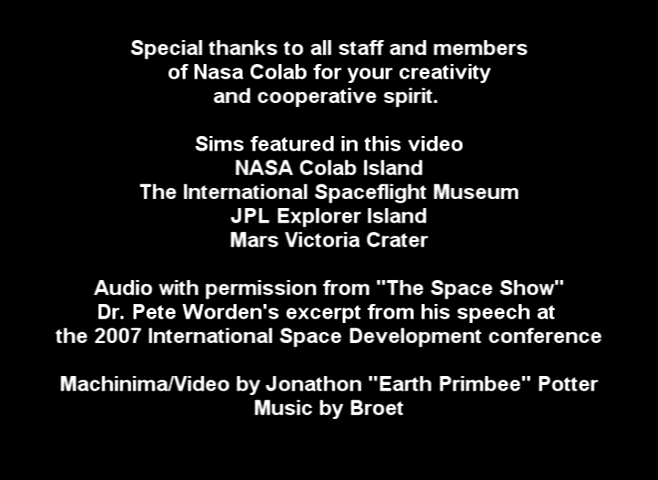 Special thanks to all staff and members
of Nasa Colab for your creativity
and cooperative spirit.
Sims featured in this video
NASA Colab Island
The International Spaceflight Museum
JPL Explorer Island
Mars Victoria Crater
Audio with permission from "The Space Show"
Dr. Pete Worden's excerpt from his speech at
the 2007 International Space Development conference
Machinima/Video by Jonathon "Earth Primbee" Potter
Music by Broet